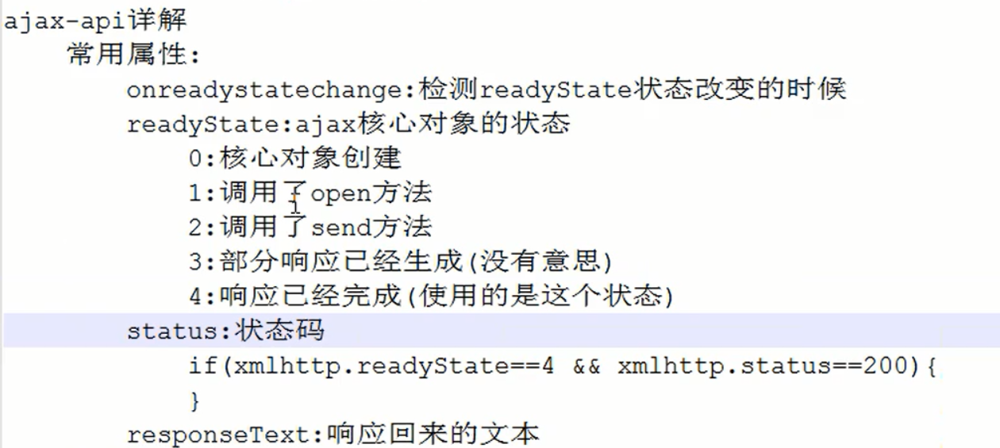 ajax-api详解
常用属性:
onreadystatechange:检测readyState状态改变的时候
readyState:ajax核心对象的状态
0:核心对象创建
1:调用了open方法
2:调用了send方法
3:部分响应已经生成(没有意思)
4:响应已经完成(使用的是这个状态)
status:状态码
if(xmlhttp.readyState==4 && xmlhttp.status==200){
}
responseText:响应回来的文本